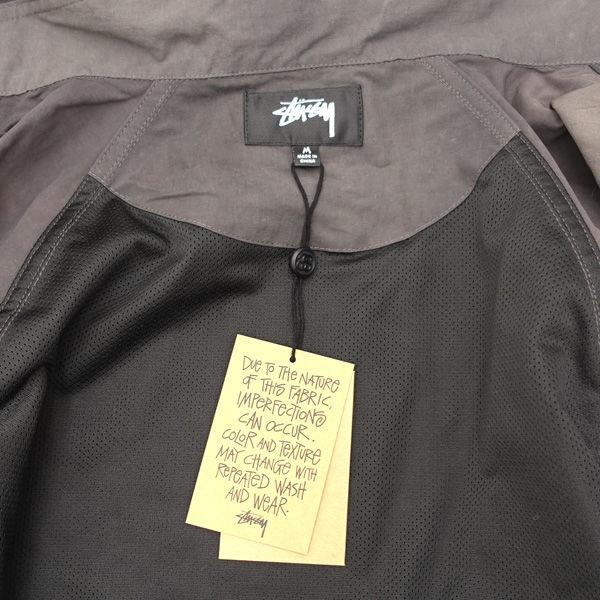 STÜSSY
M
MADE IN
CHINA
DUE TO THE NATURE
OF THIS FABRIC,
IMPERFECTIONS
CAN OCCUR.
COLOR AND TEXTURE
MAY CHANGE WITH
REPEATED WASH
AND WEAR.
STÜSSY